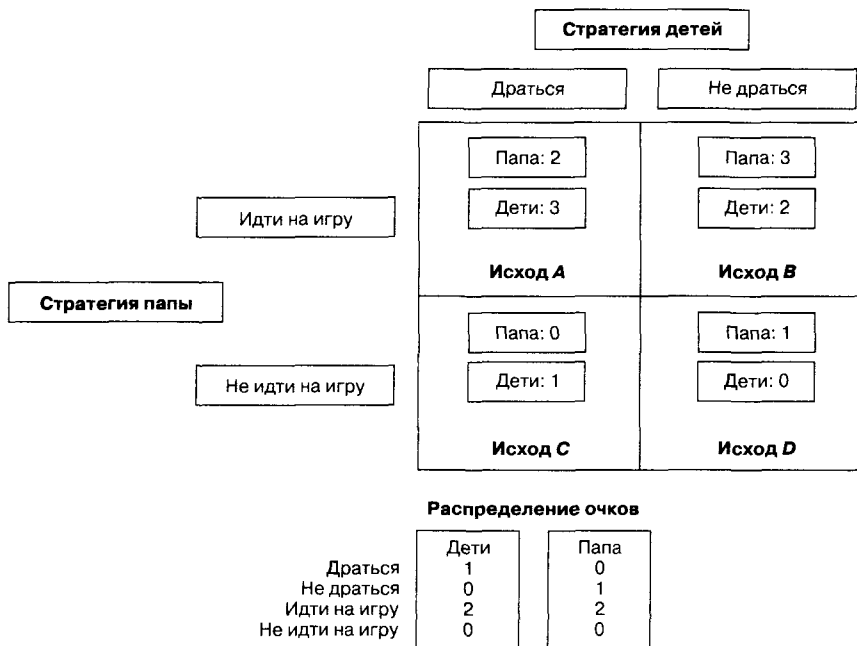 Стратегия детей
Драться Не драться
Папа: 2 Папа: 3
Идти на игру Дети: 3 Дети: 2
Исход A Исход B
Стратегия папы
Папа: 0 Папа: 1
Не идти на игру Дети: 1 Дети: 0
Исход C Исход D
Распределение очков
Дети Папа
Драться 1 0
Не драться 0 1
Идти на игру 2 2
Не идти на игру 0 0